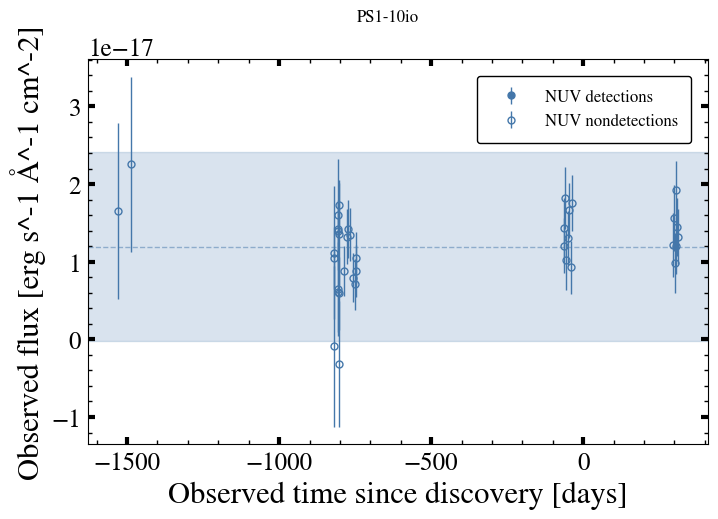 PS1-10io
1e−17
Observed flux [erg s^-1 Å^-1 cm^-2]
3
2
1
0
−1
NUV detections
NUV nondetections
−1500 −1000 −500 0
Observed time since discovery [days]